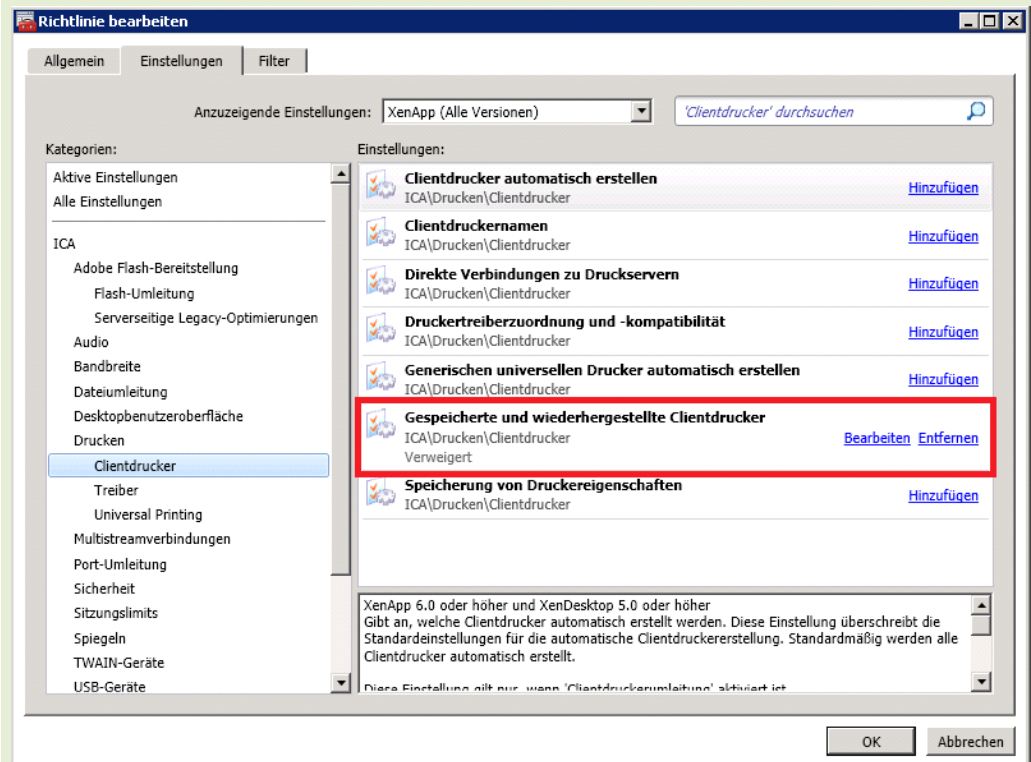 Richtlinie bearbeiten
Allgemein Einstellungen Filter
Anzuzeigende Einstellungen: XenApp (Alle Versionen) 'Clientdrucker' durchsuchen
Kategorien:
Aktive Einstellungen
Alle Einstellungen
ICA
Adobe Flash-Bereitstellung
Flash-Umleitung
Serverseitige Legacy-Optimierungen
Audio
Bandbreite
Dateiumleitung
Desktopbenutzeroberfläche
Drucken
Clientdrucker
Treiber
Universal Printing
Multistreamverbindungen
Port-Umleitung
Sicherheit
Sitzungslimits
Spiegeln
TWAIN-Geräte
USB-Geräte
Einstellungen:
Clientdrucker automatisch erstellen
ICA\Drucken\Clientdrucker
Hinzufügen
Clientdruckernamen
ICA\Drucken\Clientdrucker
Hinzufügen
Direkte Verbindungen zu Druckservern
ICA\Drucken\Clientdrucker
Hinzufügen
Druckertreiberzuordnung und -kompatibilität
ICA\Drucken\Clientdrucker
Hinzufügen
Generischen universellen Drucker automatisch erstellen
ICA\Drucken\Clientdrucker
Hinzufügen
Gespeicherte und wiederhergestellte Clientdrucker
ICA\Drucken\Clientdrucker
Bearbeiten Entfernen
Verweigert
Speicherung von Druckereigenschaften
ICA\Drucken\Clientdrucker
Hinzufügen
XenApp 6.0 oder höher und XenDesktop 5.0 oder höher
Gibt an, welche Clientdrucker automatisch erstellt werden. Diese Einstellung überschreibt die
Standardeinstellungen für die automatische Clientdruckererstellung. Standardmäßig werden alle
Clientdrucker automatisch erstellt.
Diese Einstellung gilt nur, wenn 'Clientdruckerumleitung' aktiviert ist
OK Abbrechen